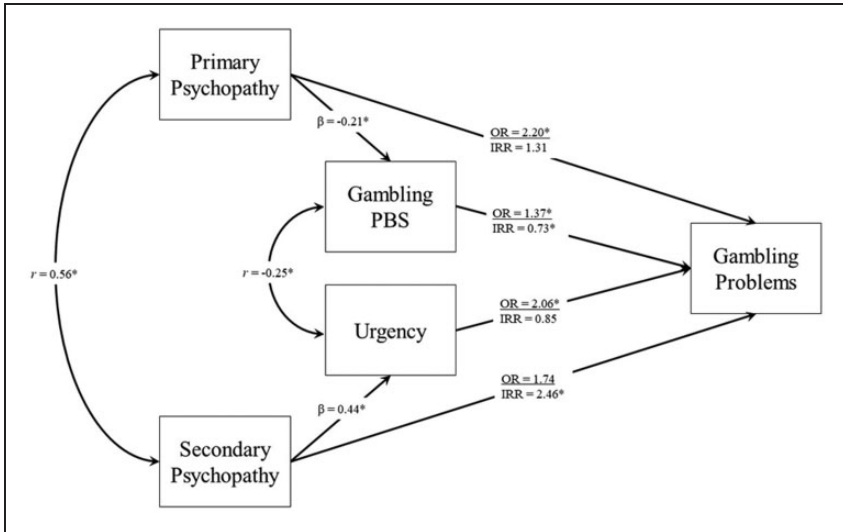 Primary
Psychopathy
β = -0.21*
OR = 2.20*
IRR = 1.31
Gambling
PBS
OR = 1.37*
IRR = 0.73*
Gambling
Problems
r = 0.56*
r = -0.25*
Urgency
OR = 2.06*
IRR = 0.85
OR = 1.74
IRR = 2.46*
β = 0.44*
Secondary
Psychopathy